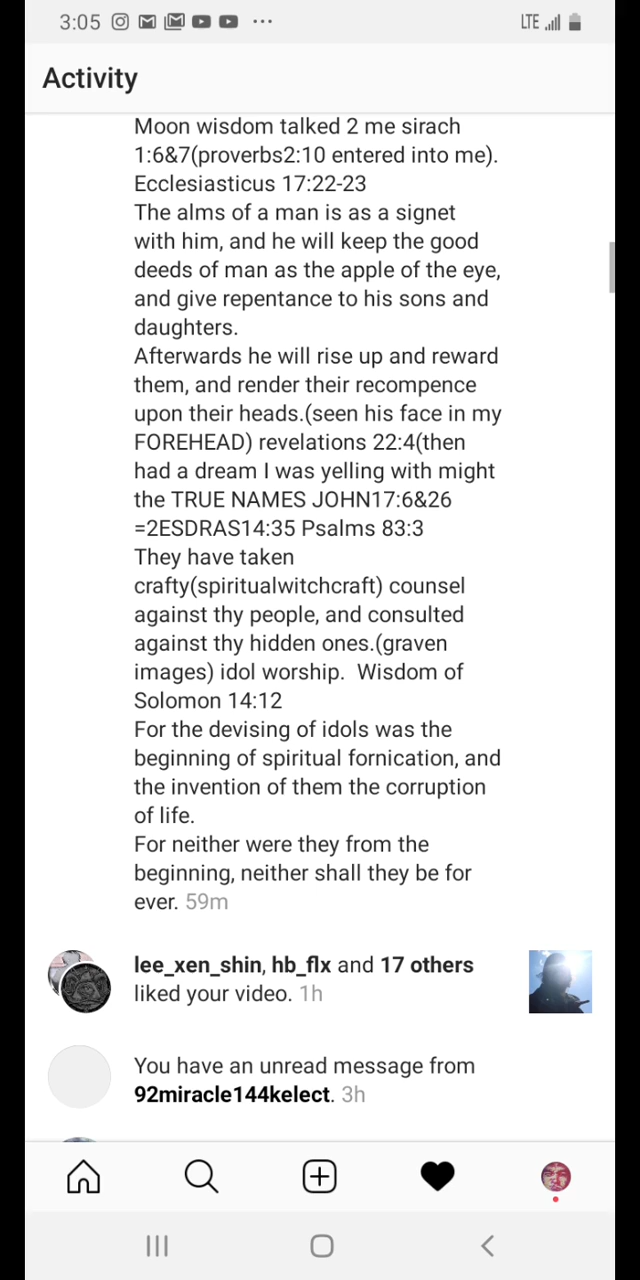 3:05 LTE
Activity
Moon wisdom talked 2 me sirach
1:6&7(proverbs2:10 entered into me).
Ecclesiasticus 17:22-23
The alms of a man is as a signet
with him, and he will keep the good
deeds of man as the apple of the eye,
and give repentance to his sons and
daughters.
Afterwards he will rise up and reward
them, and render their recompence
upon their heads.(seen his face in my
FOREHEAD) revelations 22:4(then
had a dream I was yelling with might
the TRUE NAMES JOHN17:6&26
=2ESDRAS14:35 Psalms 83:3
They have taken
crafty(spiritualwitchcraft) counsel
against thy people, and consulted
against thy hidden ones.(graven
images) idol worship.  Wisdom of
Solomon 14:12
For the devising of idols was the
beginning of spiritual fornication, and
the invention of them the corruption
of life.
For neither were they from the
beginning, neither shall they be for
ever. 59m
lee_xen_shin, hb_flx and 17 others
liked your video. 1h
You have an unread message from
92miracle144kelect. 3h